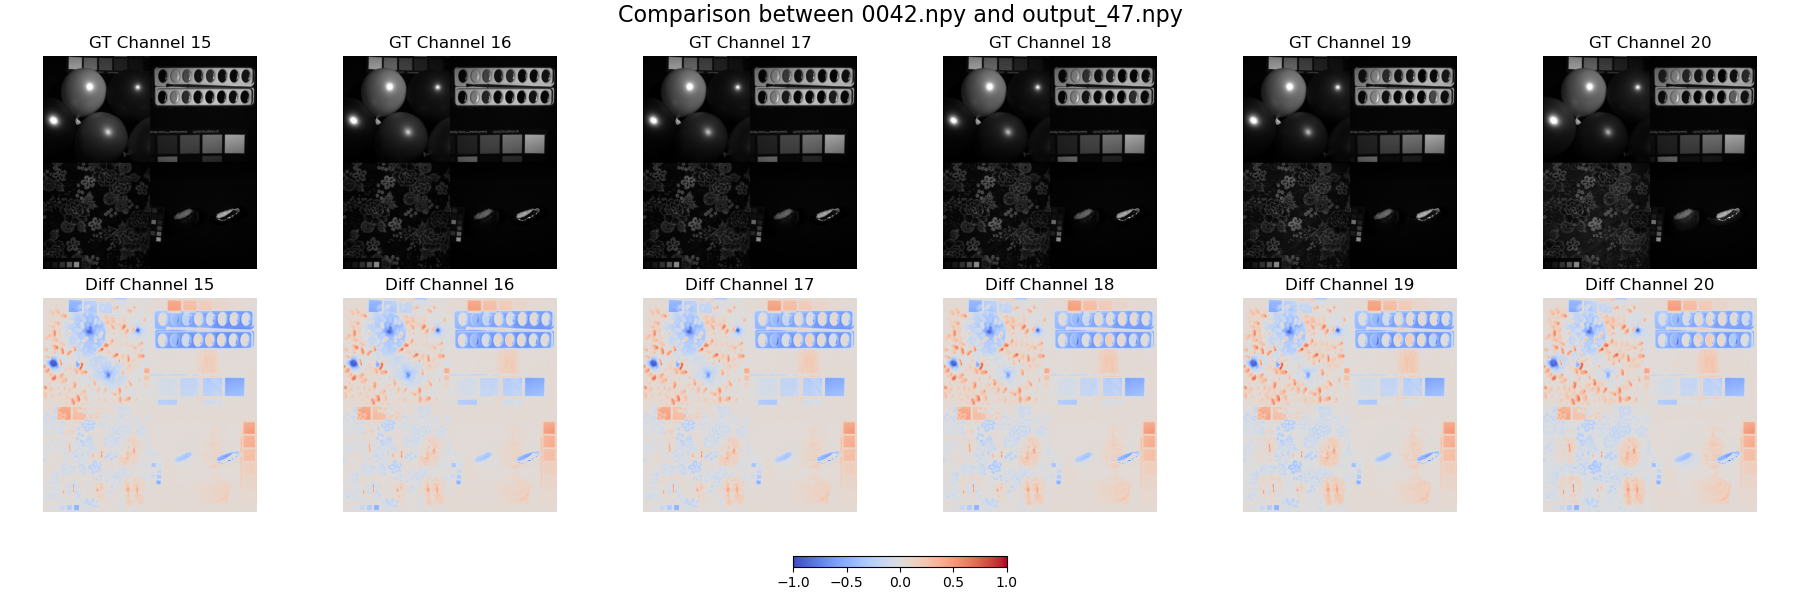 Comparison between 0042.npy and output_47.npy
GT Channel 15
GT Channel 16
GT Channel 17
GT Channel 18
GT Channel 19
GT Channel 20
Diff Channel 15
Diff Channel 16
Diff Channel 17
Diff Channel 18
Diff Channel 19
Diff Channel 20
−1.0 −0.5 0.0 0.5 1.0